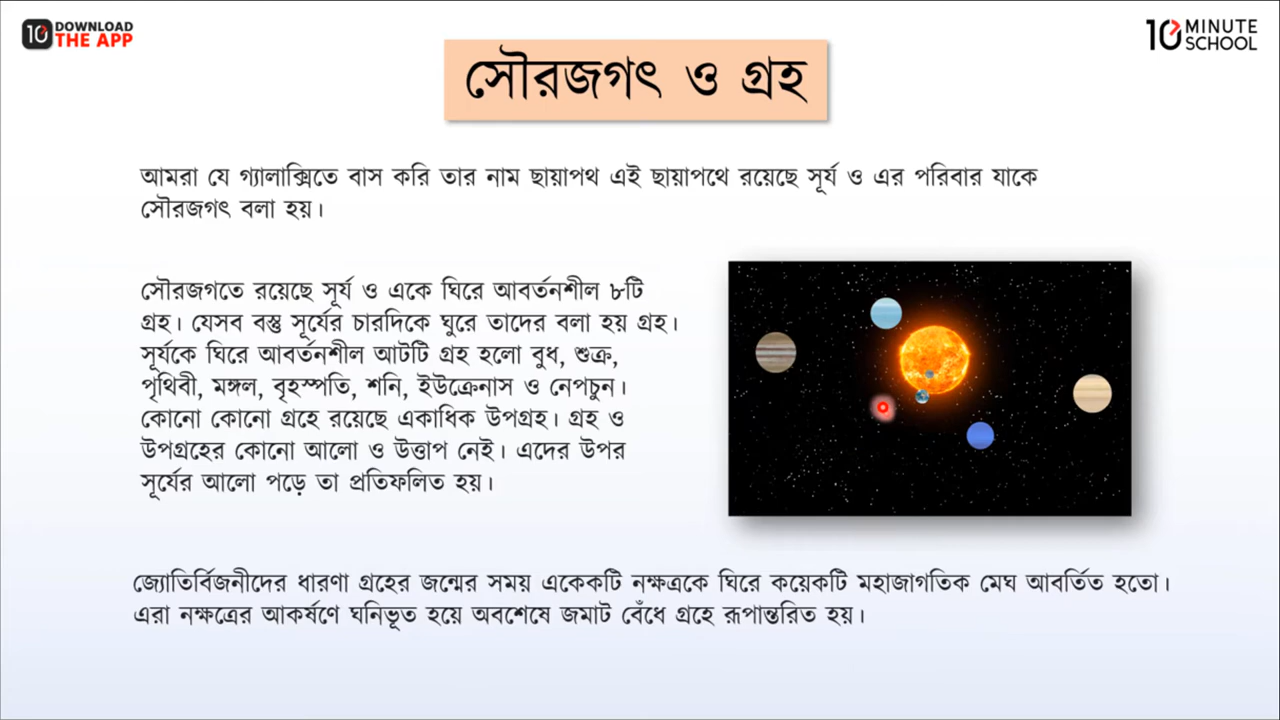 10 DOWNLOAD
THE APP
10 MINUTE
SCHOOL
সৌরজগৎ ও গ্রহ
আমরা যে গ্যালাক্সিতে বাস করি তার নাম ছায়াপথ এই ছায়াপথে রয়েছে সূর্য ও এর পরিবার যাকে
সৌরজগৎ বলা হয়।
সৌরজগতে রয়েছে সূর্য ও একে ঘিরে আবর্তনশীল ৮টি
গ্রহ। যেসব বস্তু সূর্যের চারদিকে ঘুরে তাদের বলা হয় গ্রহ।
সূর্যকে ঘিরে আবর্তনশীল আটটি গ্রহ হলো বুধ, শুক্র,
পৃথিবী, মঙ্গল, বৃহস্পতি, শনি, ইউক্রেনাস ও নেপচুন।
কোনো কোনো গ্রহে রয়েছে একাধিক উপগ্রহ। গ্রহ ও
উপগ্রহের কোনো আলো ও উত্তাপ নেই। এদের উপর
সূর্যের আলো পড়ে তা প্রতিফলিত হয়।
জ্যোতির্বিজনীদের ধারণা গ্রহের জন্মের সময় একেকটি নক্ষত্রকে ঘিরে কয়েকটি মহাজাগতিক মেঘ আবর্তিত হতো।
এরা নক্ষত্রের আকর্ষণে ঘনিভূত হয়ে অবশেষে জমাট বেঁধে গ্রহে রূপান্তরিত হয়।